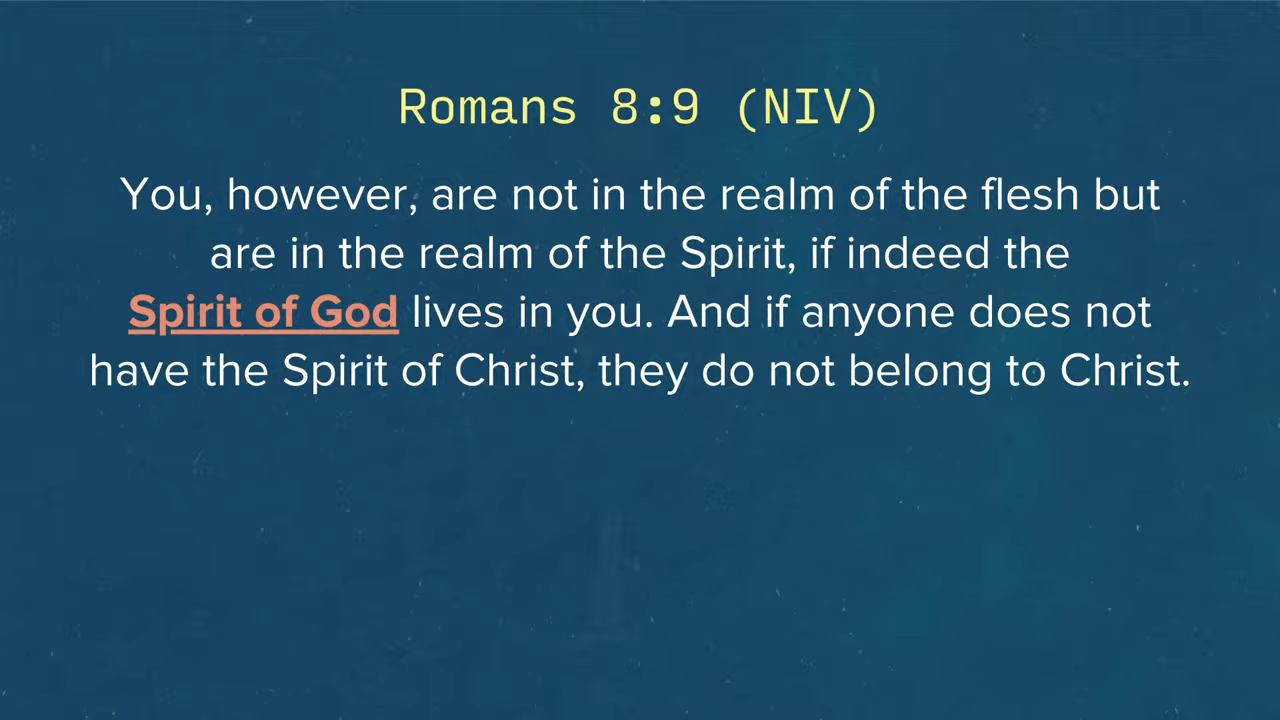 Romans 8:9 (NIV)
You, however, are not in the realm of the flesh but
are in the realm of the Spirit, if indeed the
Spirit of God lives in you. And if anyone does not
have the Spirit of Christ, they do not belong to Christ.